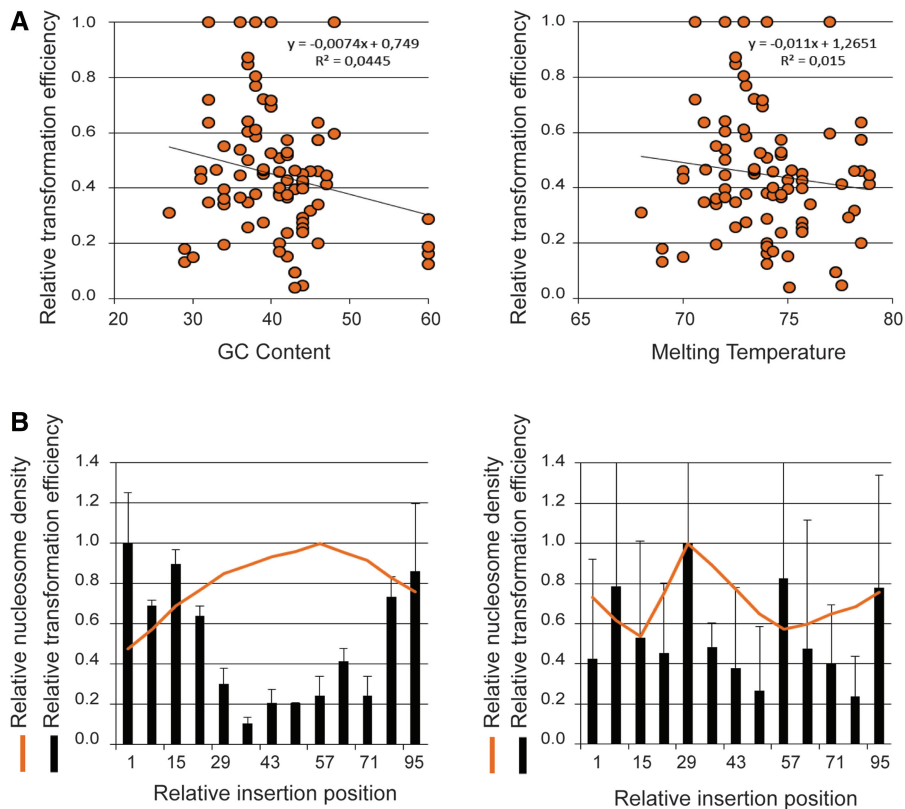 A
Relative transformation efficiency
1.0
0.8
0.6
0.4
0.2
0.0
y = -0,0074x + 0,749
R² = 0,0445
20 30 40 50 60
GC Content
Relative transformation efficiency
1.0
0.8
0.6
0.4
0.2
0.0
y = -0,011x + 1,2651
R² = 0,015
65 70 75 80
Melting Temperature
B
Relative nucleosome density
Relative transformation efficiency
1.4
1.2
1.0
0.8
0.6
0.4
0.2
0.0
1 15 29 43 57 71 95
Relative insertion position
Relative nucleosome density
Relative transformation efficiency
1.4
1.2
1.0
0.8
0.6
0.4
0.2
0.0
1 15 29 43 57 71 95
Relative insertion position